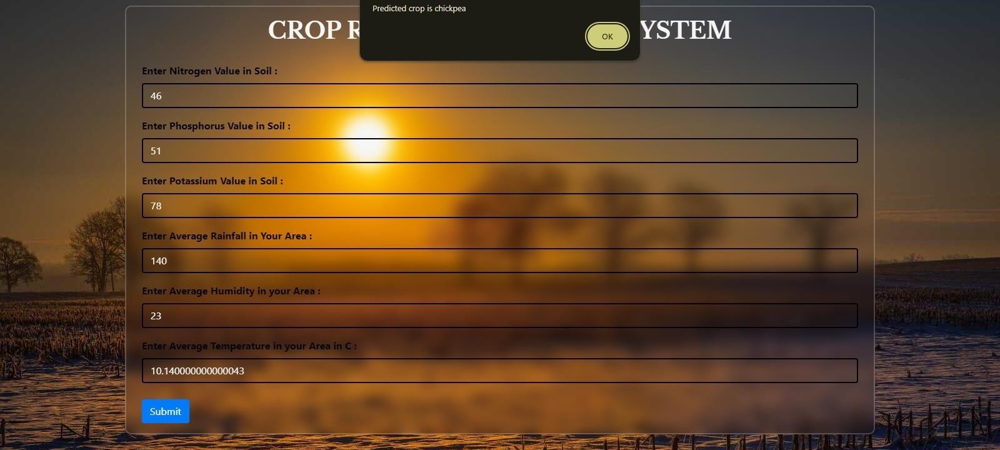 Predicted crop is chickpea
OK
CROP YSTEM
Enter Nitrogen Value in Soil :
46
Enter Phosphorus Value in Soil :
51
Enter Potassium Value in Soil :
78
Enter Average Rainfall in Your Area :
140
Enter Average Humidity in your Area :
23
Enter Average Temperature in your Area in C :
10.140000000000043
Submit